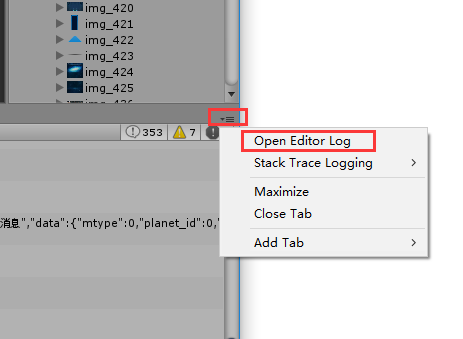 img_420
img_421
img_422
img_423
img_424
img_425
353
7
Open Editor Log
Stack Trace Logging
Maximize
Close Tab
消息","data":{"mtype":0,"planet_id":0,"
Add Tab